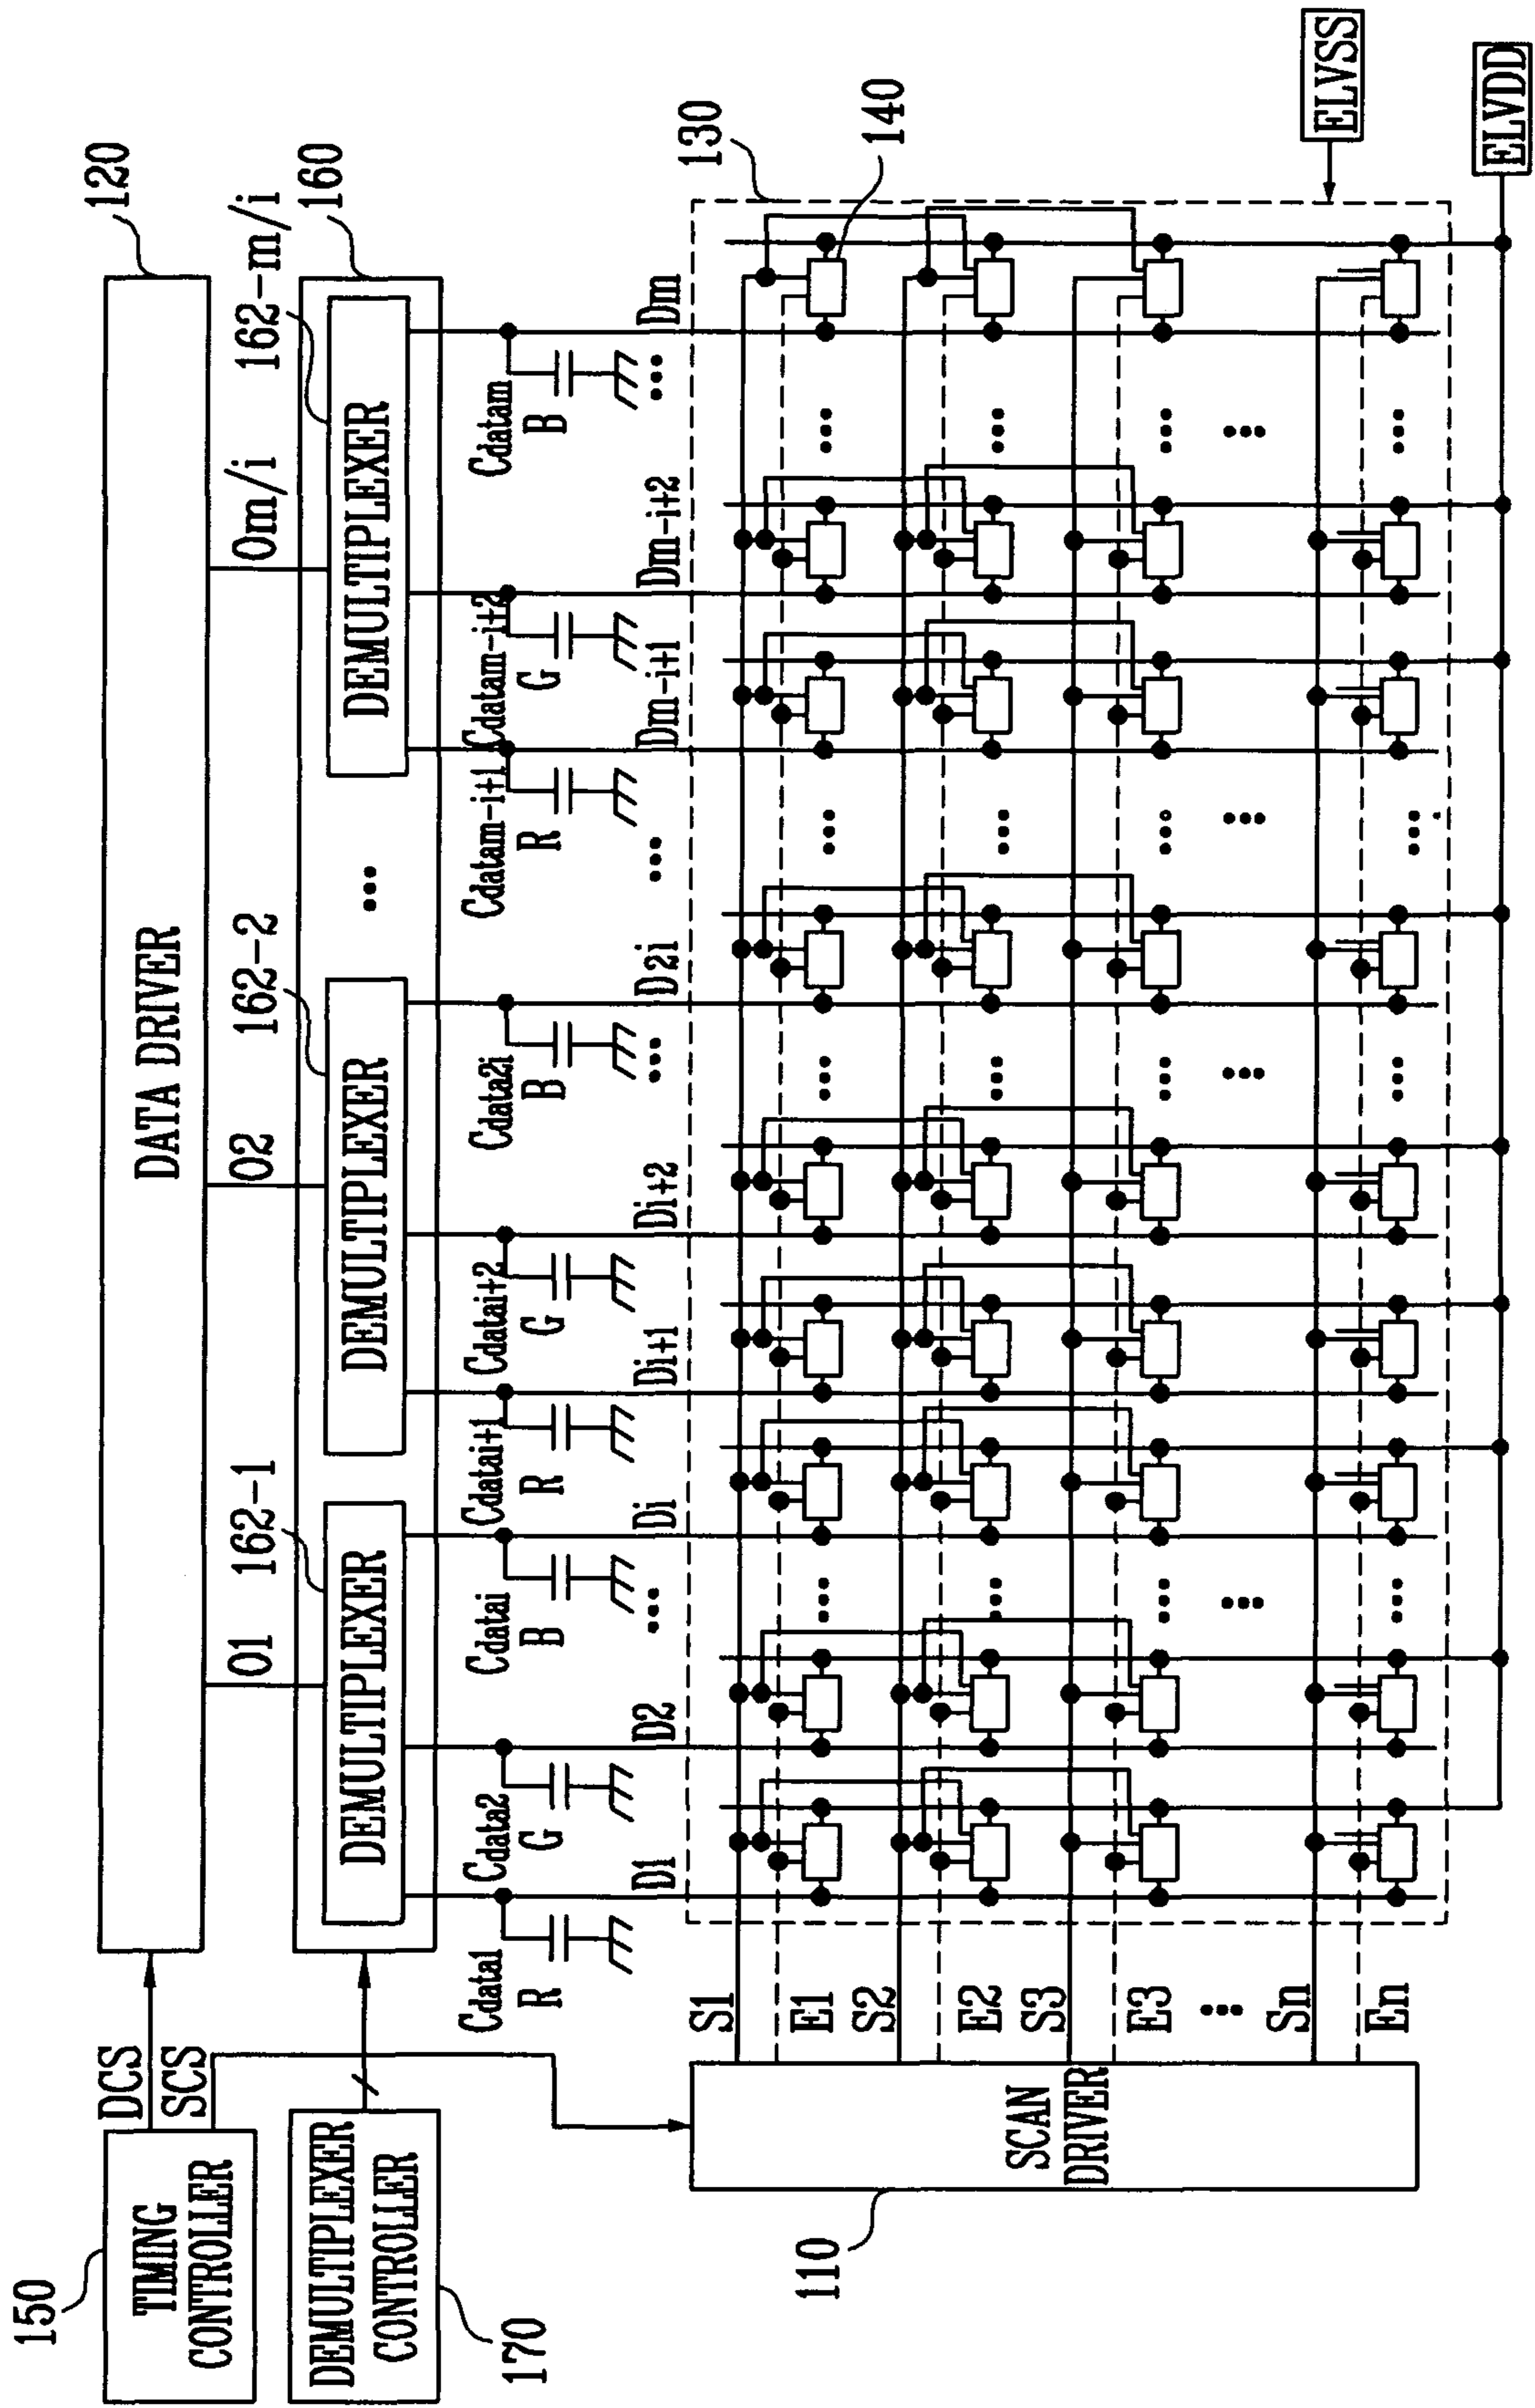 150
TIMING
CONTROLLER
DCS
SCS
DATA DRIVER
120
DEMULTIPLEXER
CONTROLLER
170
O1
162-1
O2
162-2
Om/i
162-m/i
160
DEMULTIPLEXER
DEMULTIPLEXER
...
DEMULTIPLEXER
Cdata1
R
Cdata2
G
Cdatai
B
Cdatai+1
R
Cdatai+2
G
Cdata2i
B
Cdatam-i+1
R
Cdatam-i+2
G
Cdatam
B
D1
D2
...
Di
Di+1
Di+2
...
D2i
...
Dm-i+1
Dm-i+2
...
Dm
130
140
110
SCAN
DRIVER
S1
E1
S2
E2
S3
E3
...
Sn
En
ELVSS
ELVDD